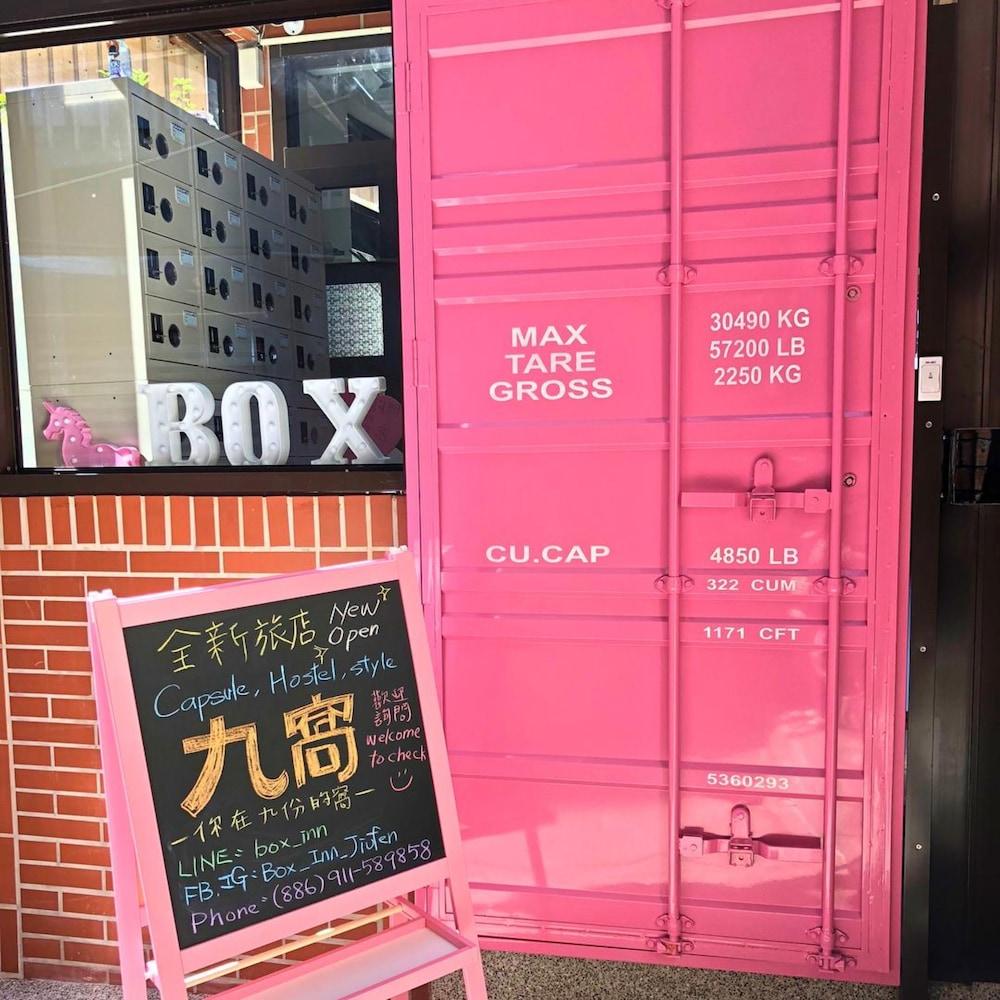 BOX
MAX
TARE
GROSS
30490 KG
57200 LB
2250 KG
CU.CAP
4850 LB
322 CUM
1171 CFT
5360293
全新旅店 New Open
Capsule, Hostel, style
九窩
歡迎
詢問
welcome
to check
－你在九份的窩－
LINE: box_inn
FB.IG: Box_Inn_Jiufen
Phone: (886)911-589858